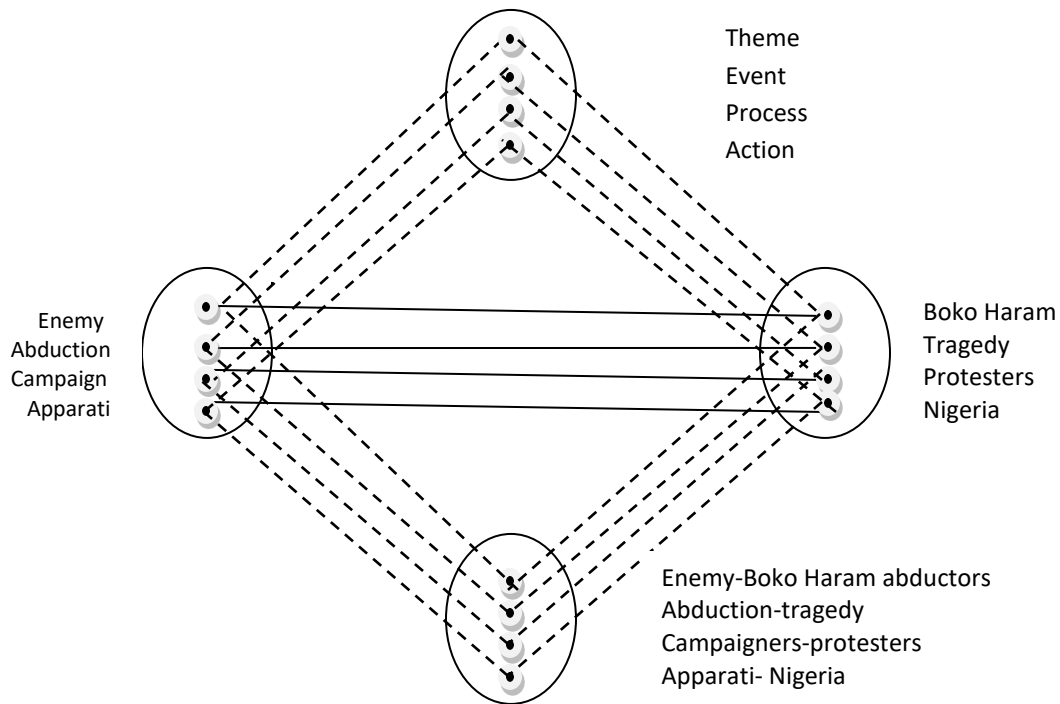 Theme
Event
Process
Action
Enemy
Abduction
Campaign
Apparati
Boko Haram
Tragedy
Protesters
Nigeria
Enemy-Boko Haram abductors
Abduction-tragedy
Campaigners-protesters
Apparati- Nigeria